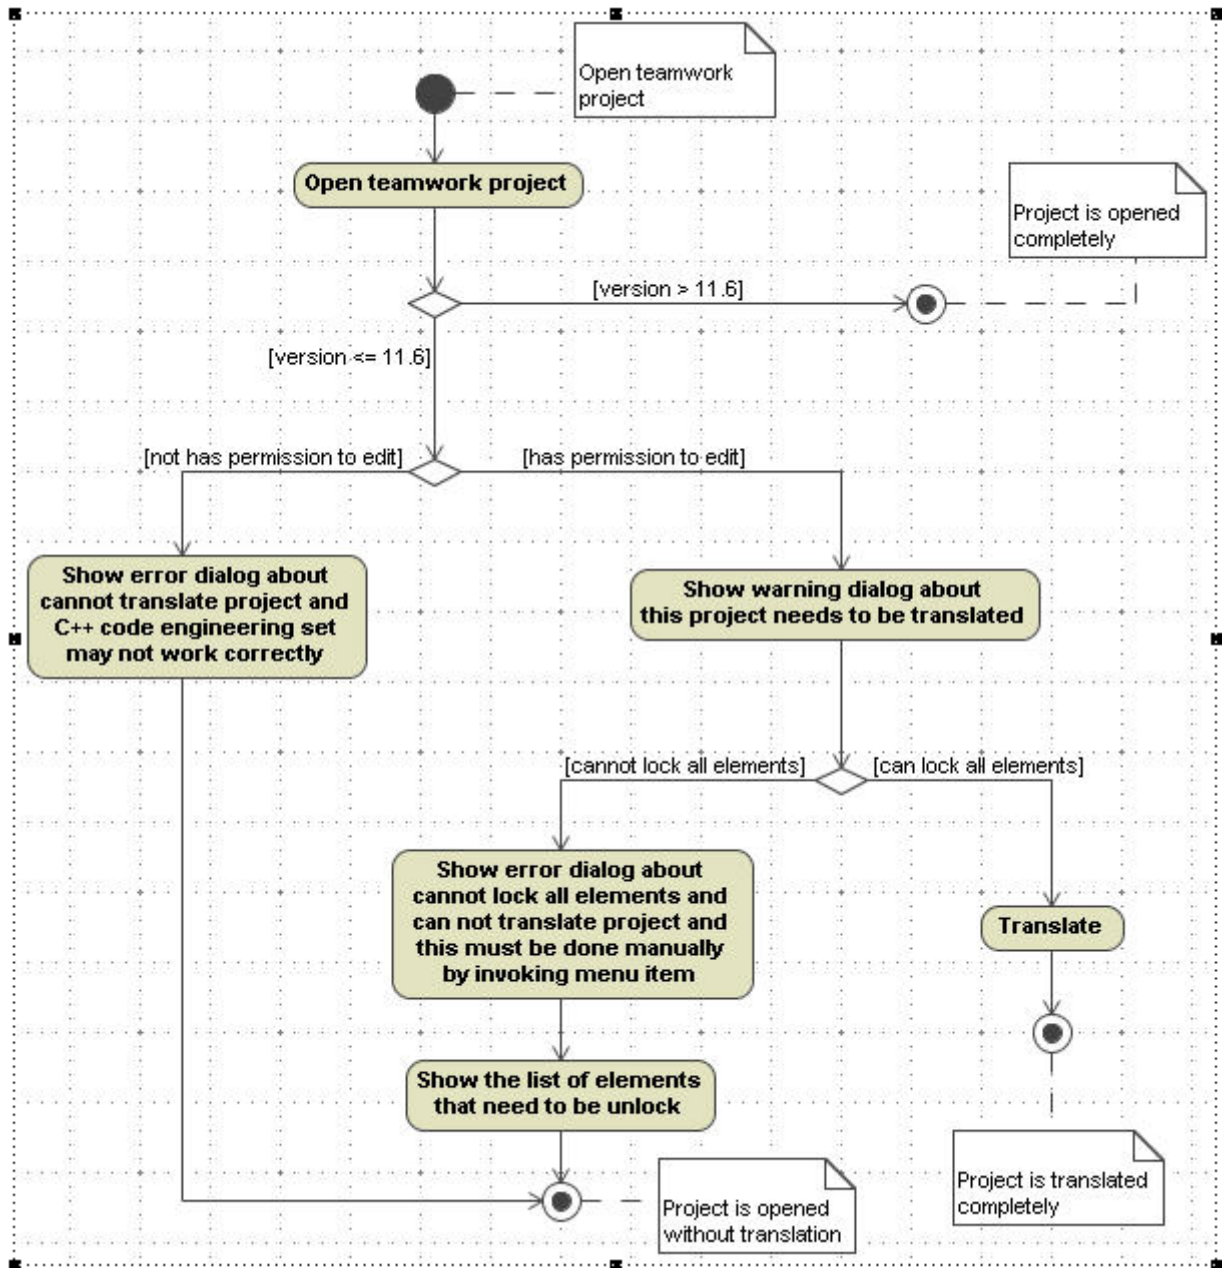 Open teamwork
project
Open teamwork project
Project is opened
completely
[version > 11.6]
[version <= 11.6]
[not has permission to edit]
[has permission to edit]
Show error dialog about
cannot translate project and
C++ code engineering set
may not work correctly
Show warning dialog about
this project needs to be translated
[cannot lock all elements]
[can lock all elements]
Show error dialog about
cannot lock all elements and
can not translate project and
this must be done manually
by invoking menu item
Translate
Show the list of elements
that need to be unlock
Project is translated
completely
Project is opened
without translation